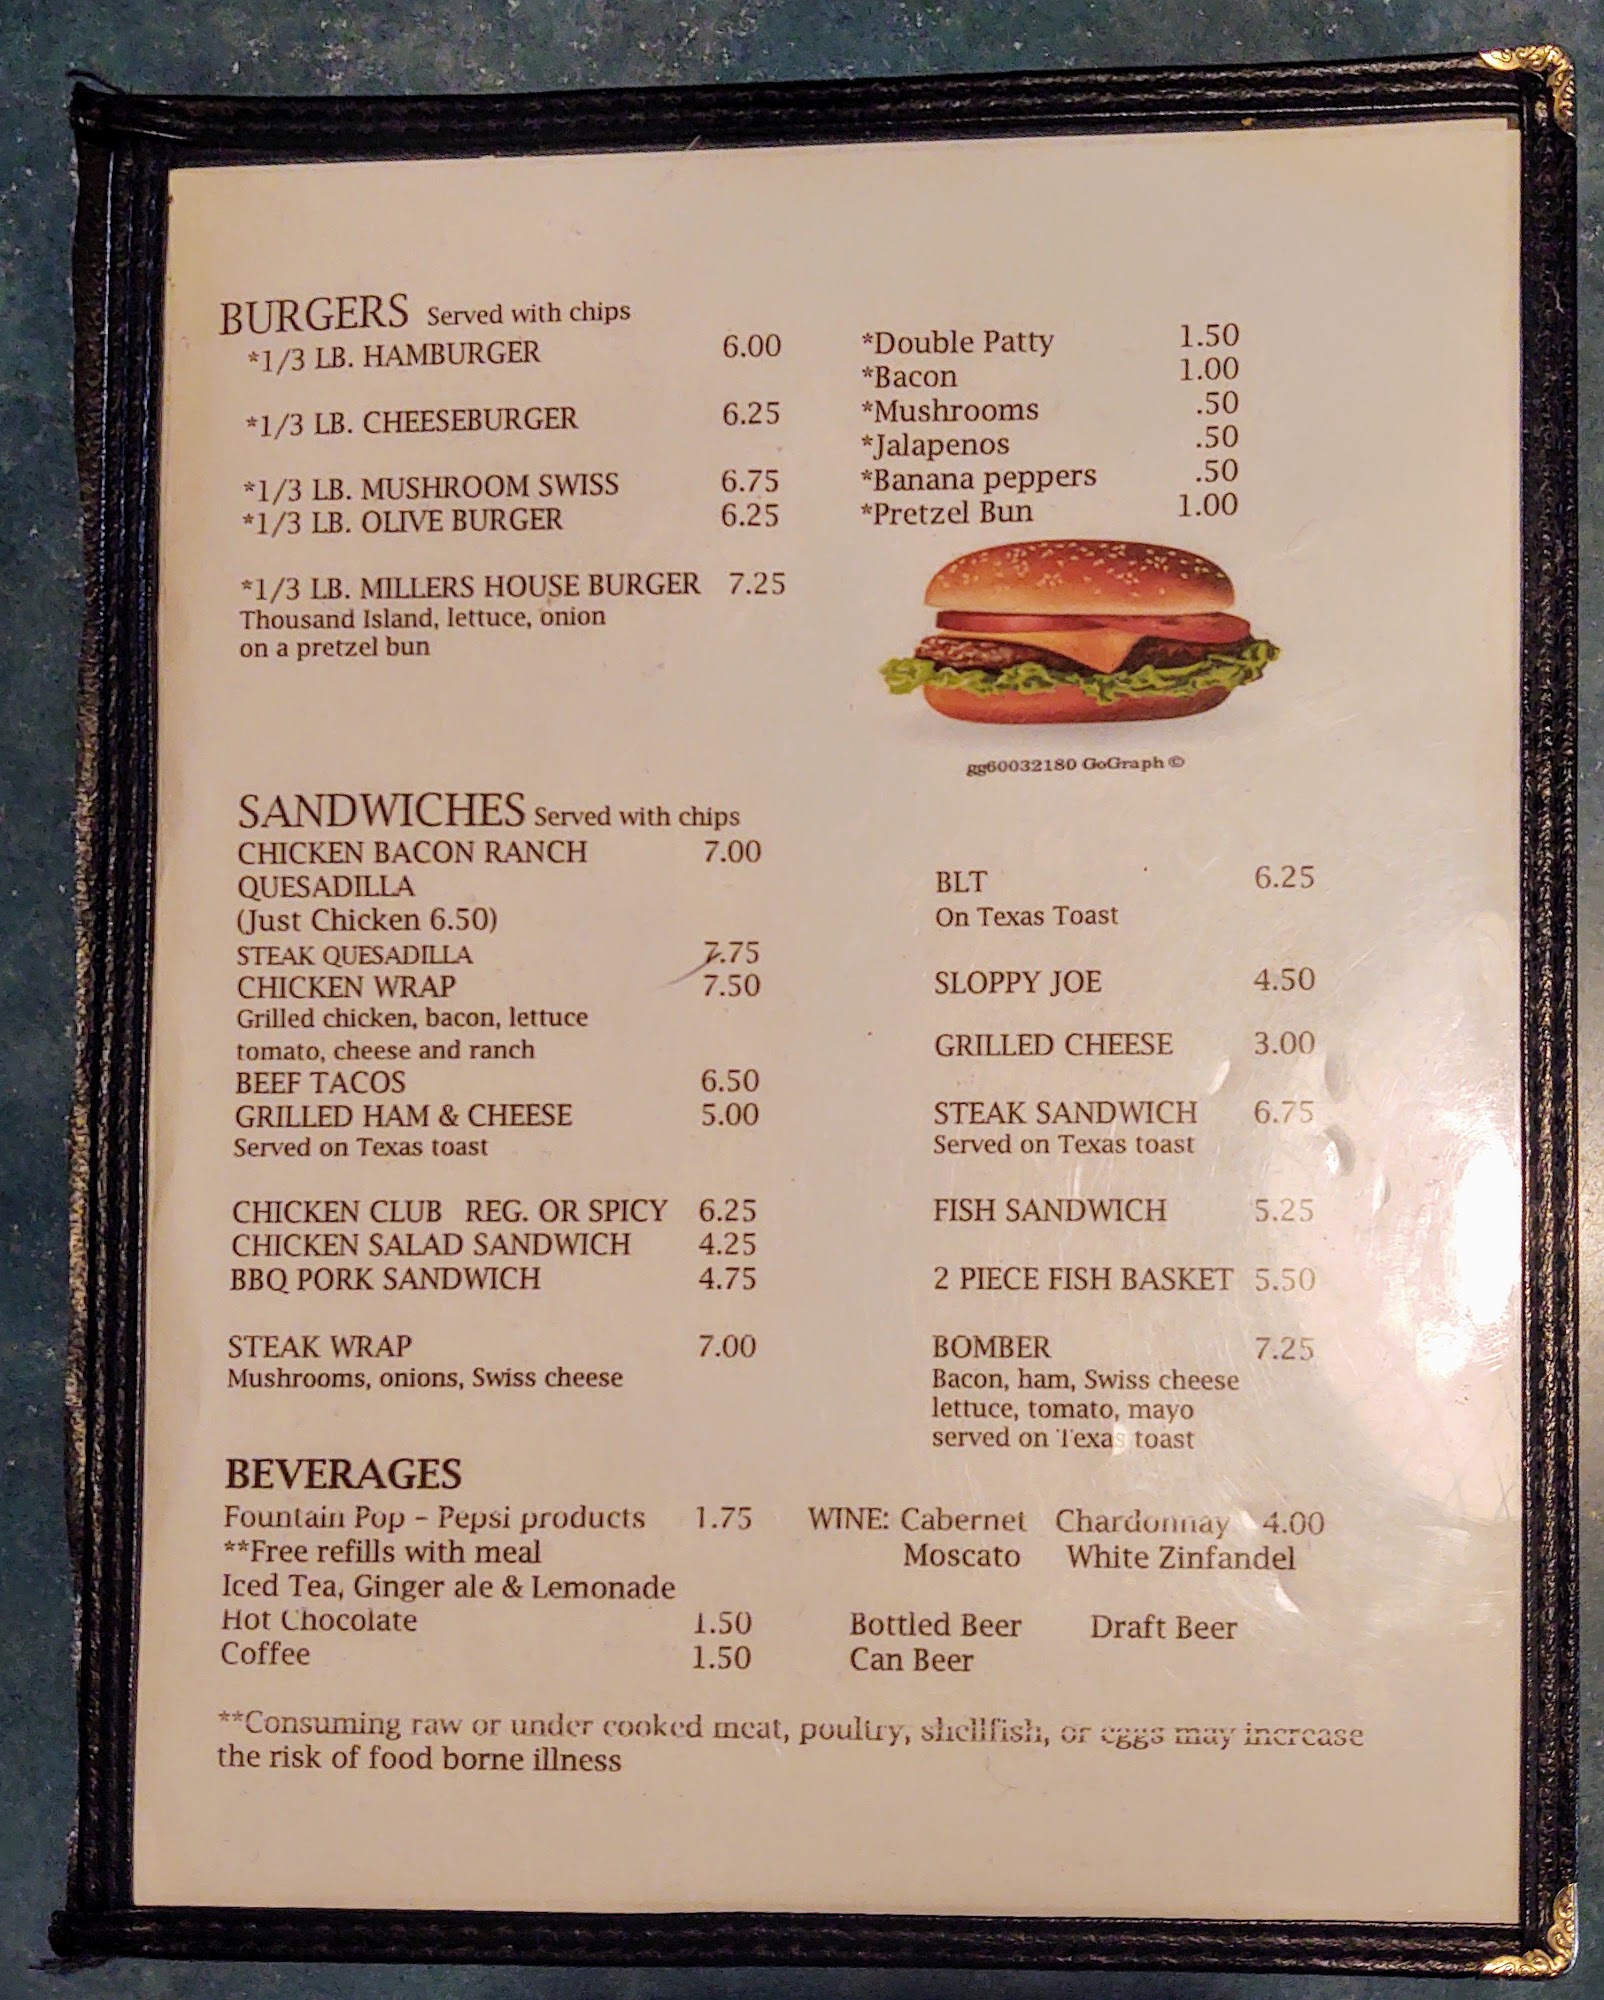 BURGERS Served with chips
*1/3 LB. HAMBURGER 6.00
*1/3 LB. CHEESEBURGER 6.25
*1/3 LB. MUSHROOM SWISS 6.75
*1/3 LB. OLIVE BURGER 6.25
*1/3 LB. MILLERS HOUSE BURGER 7.25
Thousand Island, lettuce, onion
on a pretzel bun
*Double Patty 1.50
*Bacon 1.00
*Mushrooms .50
*Jalapenos .50
*Banana peppers .50
*Pretzel Bun 1.00
gg60032180 GoGraph ©
SANDWICHES Served with chips
CHICKEN BACON RANCH 7.00
QUESADILLA
(Just Chicken 6.50)
STEAK QUESADILLA 7.75
CHICKEN WRAP 7.50
Grilled chicken, bacon, lettuce
tomato, cheese and ranch
BEEF TACOS 6.50
GRILLED HAM & CHEESE 5.00
Served on Texas toast
CHICKEN CLUB REG. OR SPICY 6.25
CHICKEN SALAD SANDWICH 4.25
BBQ PORK SANDWICH 4.75
STEAK WRAP 7.00
Mushrooms, onions, Swiss cheese
BLT 6.25
On Texas Toast
SLOPPY JOE 4.50
GRILLED CHEESE 3.00
STEAK SANDWICH 6.75
Served on Texas toast
FISH SANDWICH 5.25
2 PIECE FISH BASKET 5.50
BOMBER 7.25
Bacon, ham, Swiss cheese
lettuce, tomato, mayo
served on Texas toast
BEVERAGES
Fountain Pop - Pepsi products 1.75
**Free refills with meal
Iced Tea, Ginger ale & Lemonade
Hot Chocolate 1.50
Coffee 1.50
WINE: Cabernet Chardonnay 4.00
Moscato White Zinfandel
Bottled Beer Draft Beer
Can Beer
**Consuming raw or under cooked meat, poultry, shellfish, or eggs may increase
the risk of food borne illness